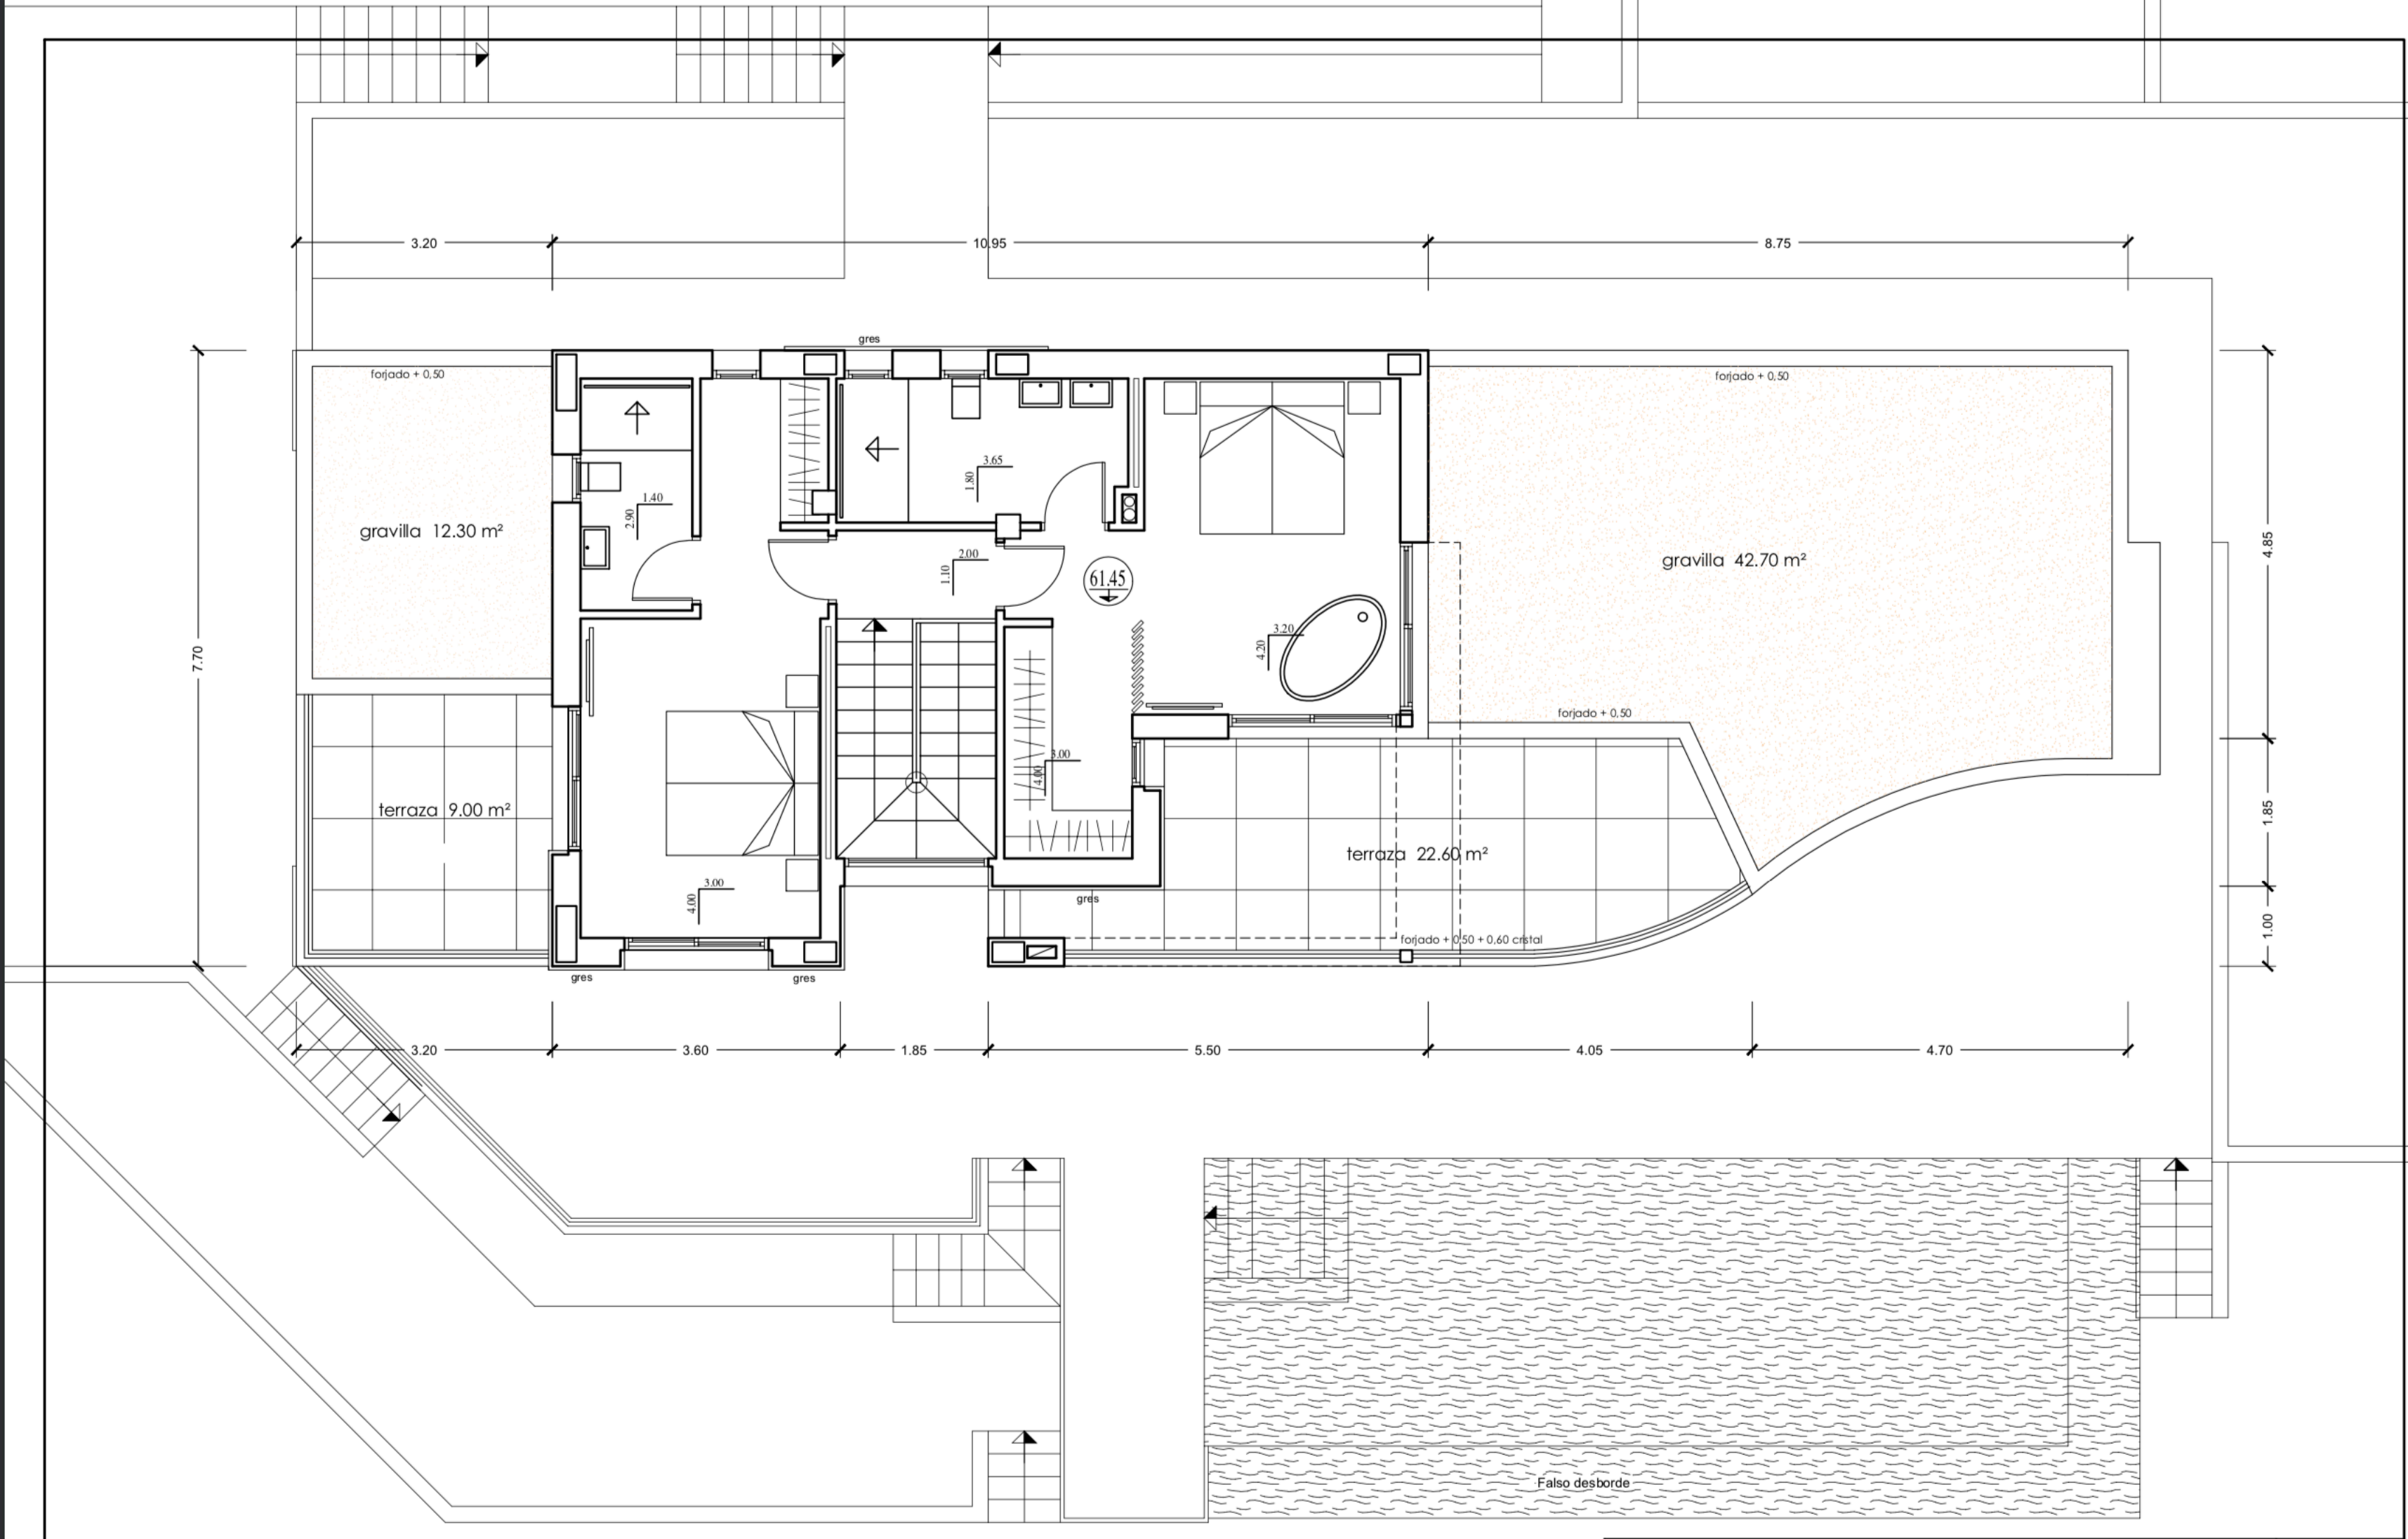 3.20
10.95
8.75
gres
forjado + 0,50
forjado + 0,50
3.65
1.80
1.40
2.90
gravilla 12.30 m²
2.00
1.10
61.45
gravilla 42.70 m²
4.85
7.70
3.20
4.20
forjado + 0,50
3.00
4.00
terraza 9.00 m²
1.85
terraza 22.60 m²
3.00
4.00
gres
1.00
forjado + 0,50 + 0,60 cristal
gres
gres
3.20
3.60
1.85
5.50
4.05
4.70
Falso desborde